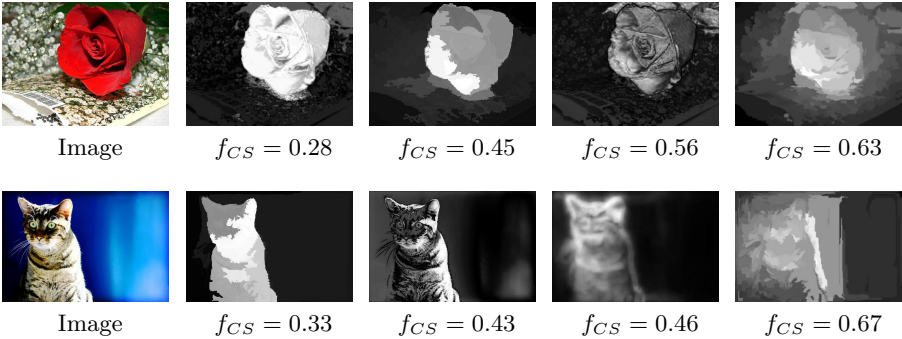 Image f_{CS} = 0.28 f_{CS} = 0.45 f_{CS} = 0.56 f_{CS} = 0.63
Image f_{CS} = 0.33 f_{CS} = 0.43 f_{CS} = 0.46 f_{CS} = 0.67